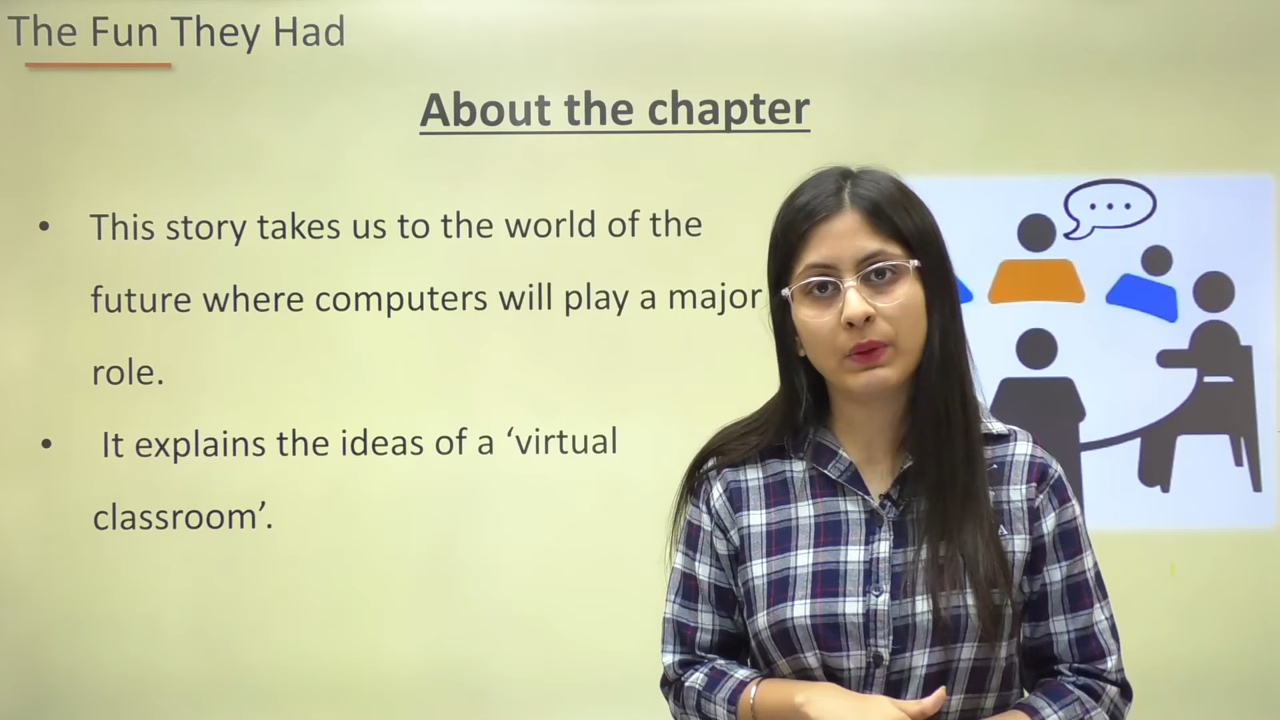 The Fun They Had
About the chapter
• This story takes us to the world of the
future where computers will play a major
role.
• It explains the ideas of a ‘virtual
classroom’.